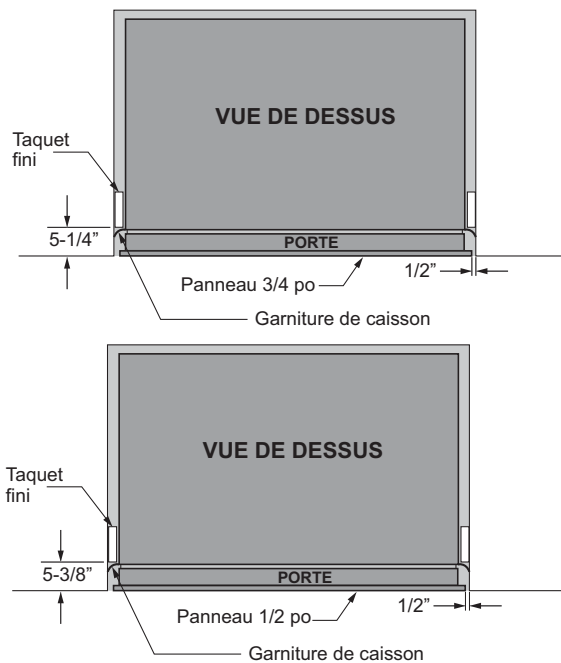 VUE DE DESSUS
Taquet
fini
5-1/4”
PORTE
1/2”
Panneau 3/4 po
Garniture de caisson
VUE DE DESSUS
Taquet
fini
5-3/8”
PORTE
1/2”
Panneau 1/2 po
Garniture de caisson